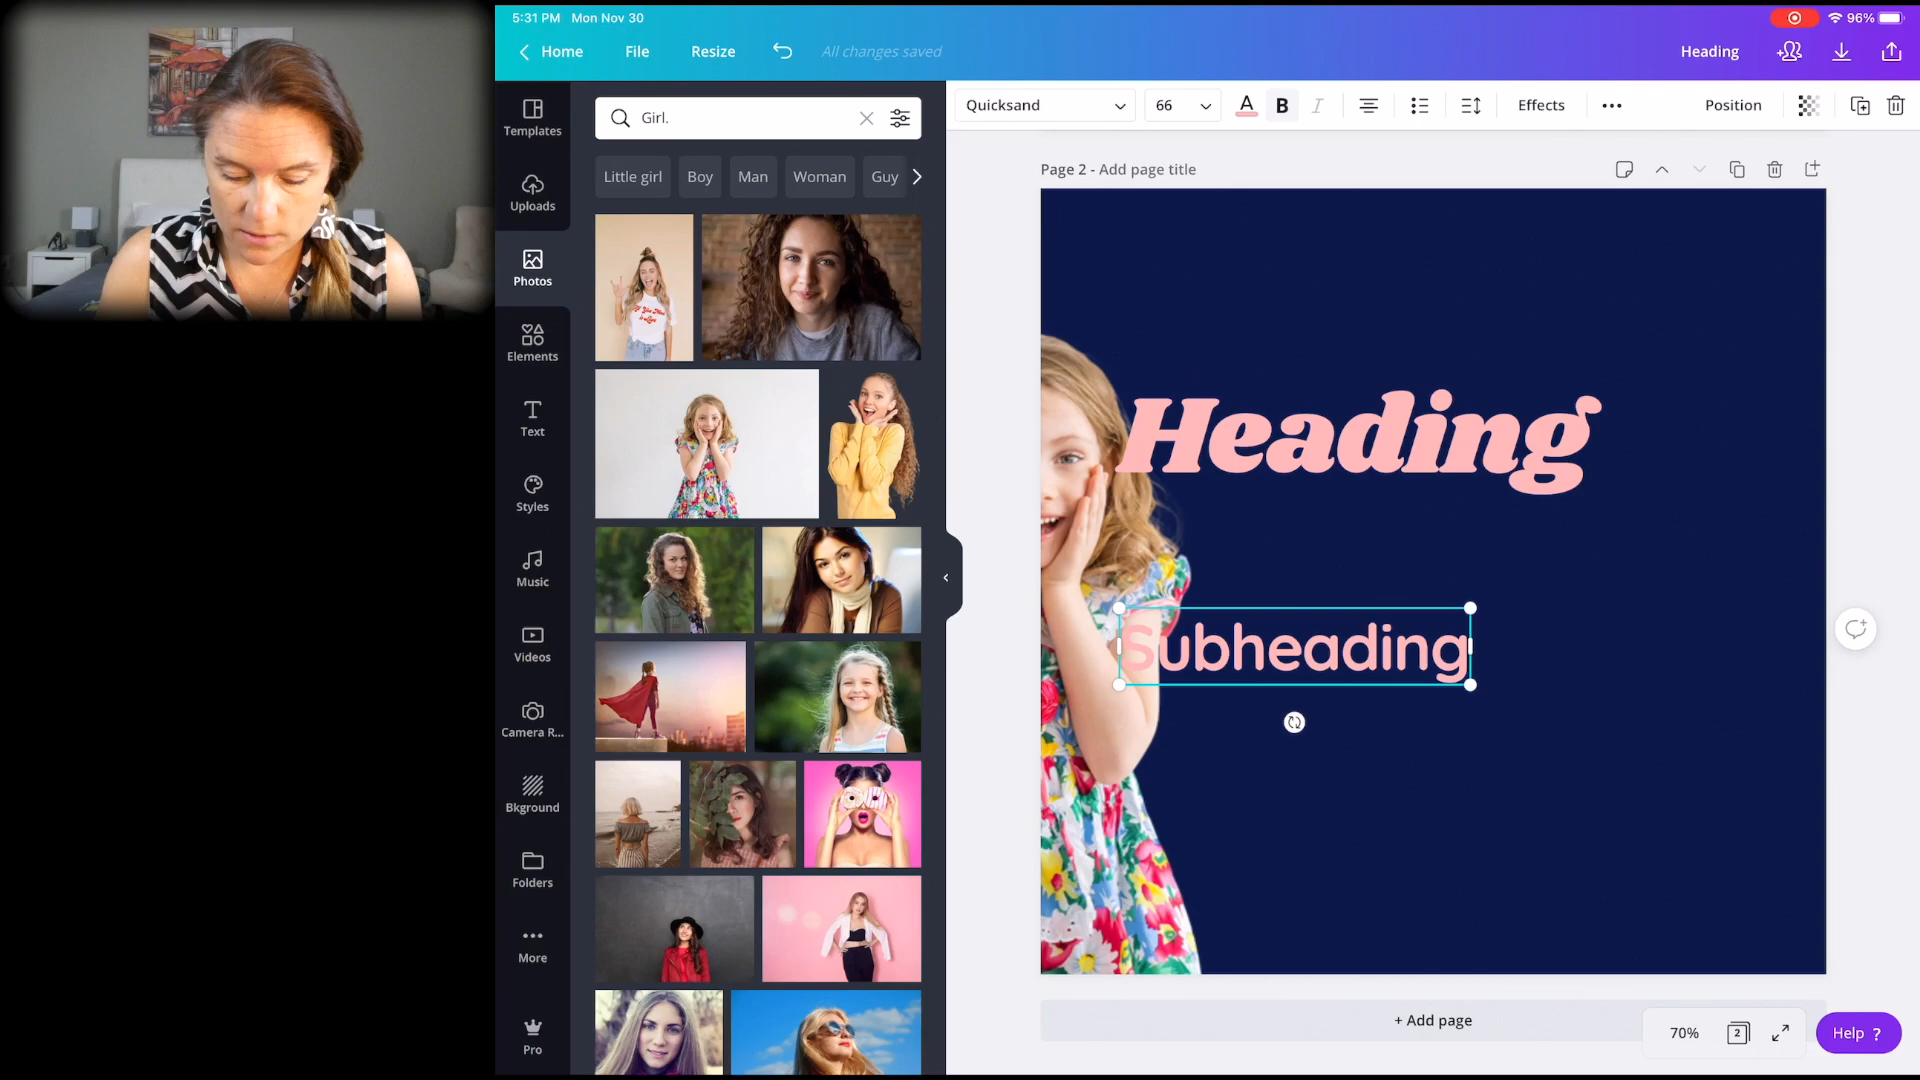 5:31 PM Mon Nov 30
96%
Home
File
Resize
All changes saved
Heading
Templates
Uploads
Photos
Elements
Text
Styles
Music
Videos
Camera R...
Bkground
Folders
More
Pro
Girl.
Little girl
Boy
Man
Woman
Guy
Quicksand
66
A
B
I
Effects
Position
Page 2 - Add page title
Heading
Subheading
+ Add page
70%
2
Help ?